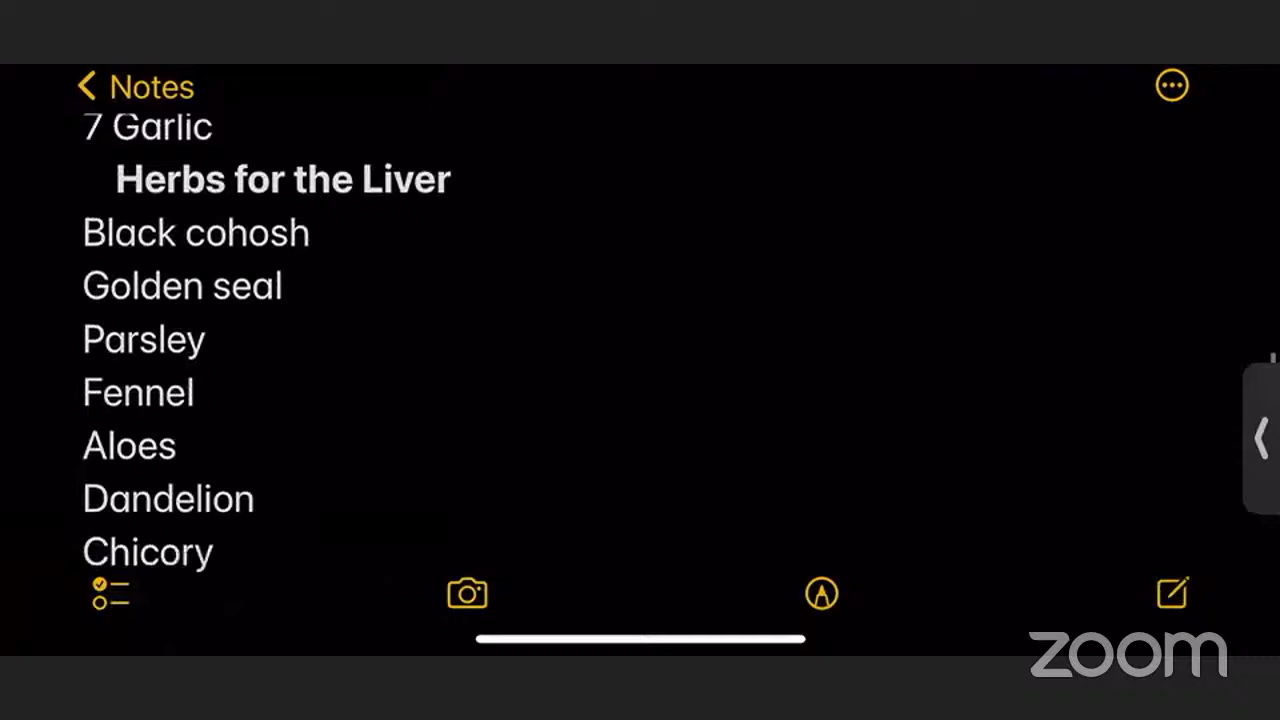 Notes
7 Garlic
Herbs for the Liver
Black cohosh
Golden seal
Parsley
Fennel
Aloes
Dandelion
Chicory
zoom